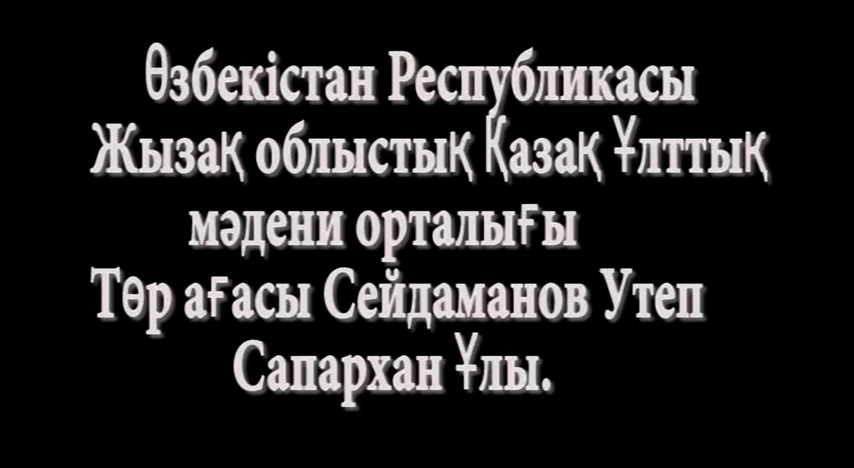 Өзбекістан Республикасы
Жызақ облыстық Қазақ Ұлттық
мәдени орталығы
Төр ағасы Сейдаманов Утеп
Сапархан Ұлы.